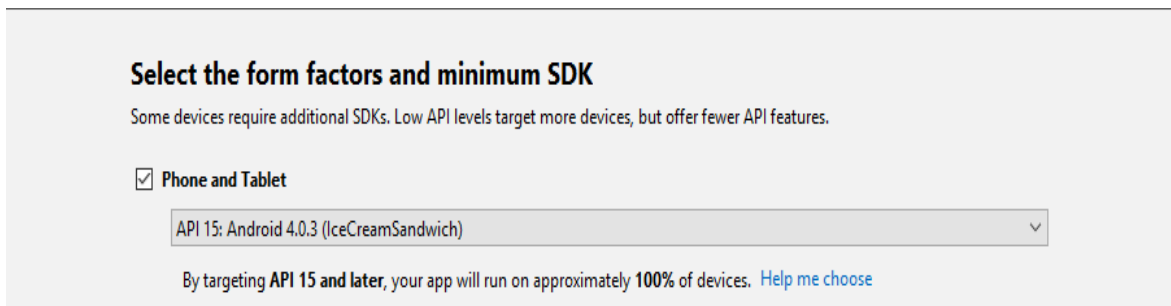 Select the form factors and minimum SDK
Some devices require additional SDKs. Low API levels target more devices, but offer fewer API features.
Phone and Tablet
API 15: Android 4.0.3 (IceCreamSandwich)
By targeting API 15 and later, your app will run on approximately 100% of devices. Help me choose